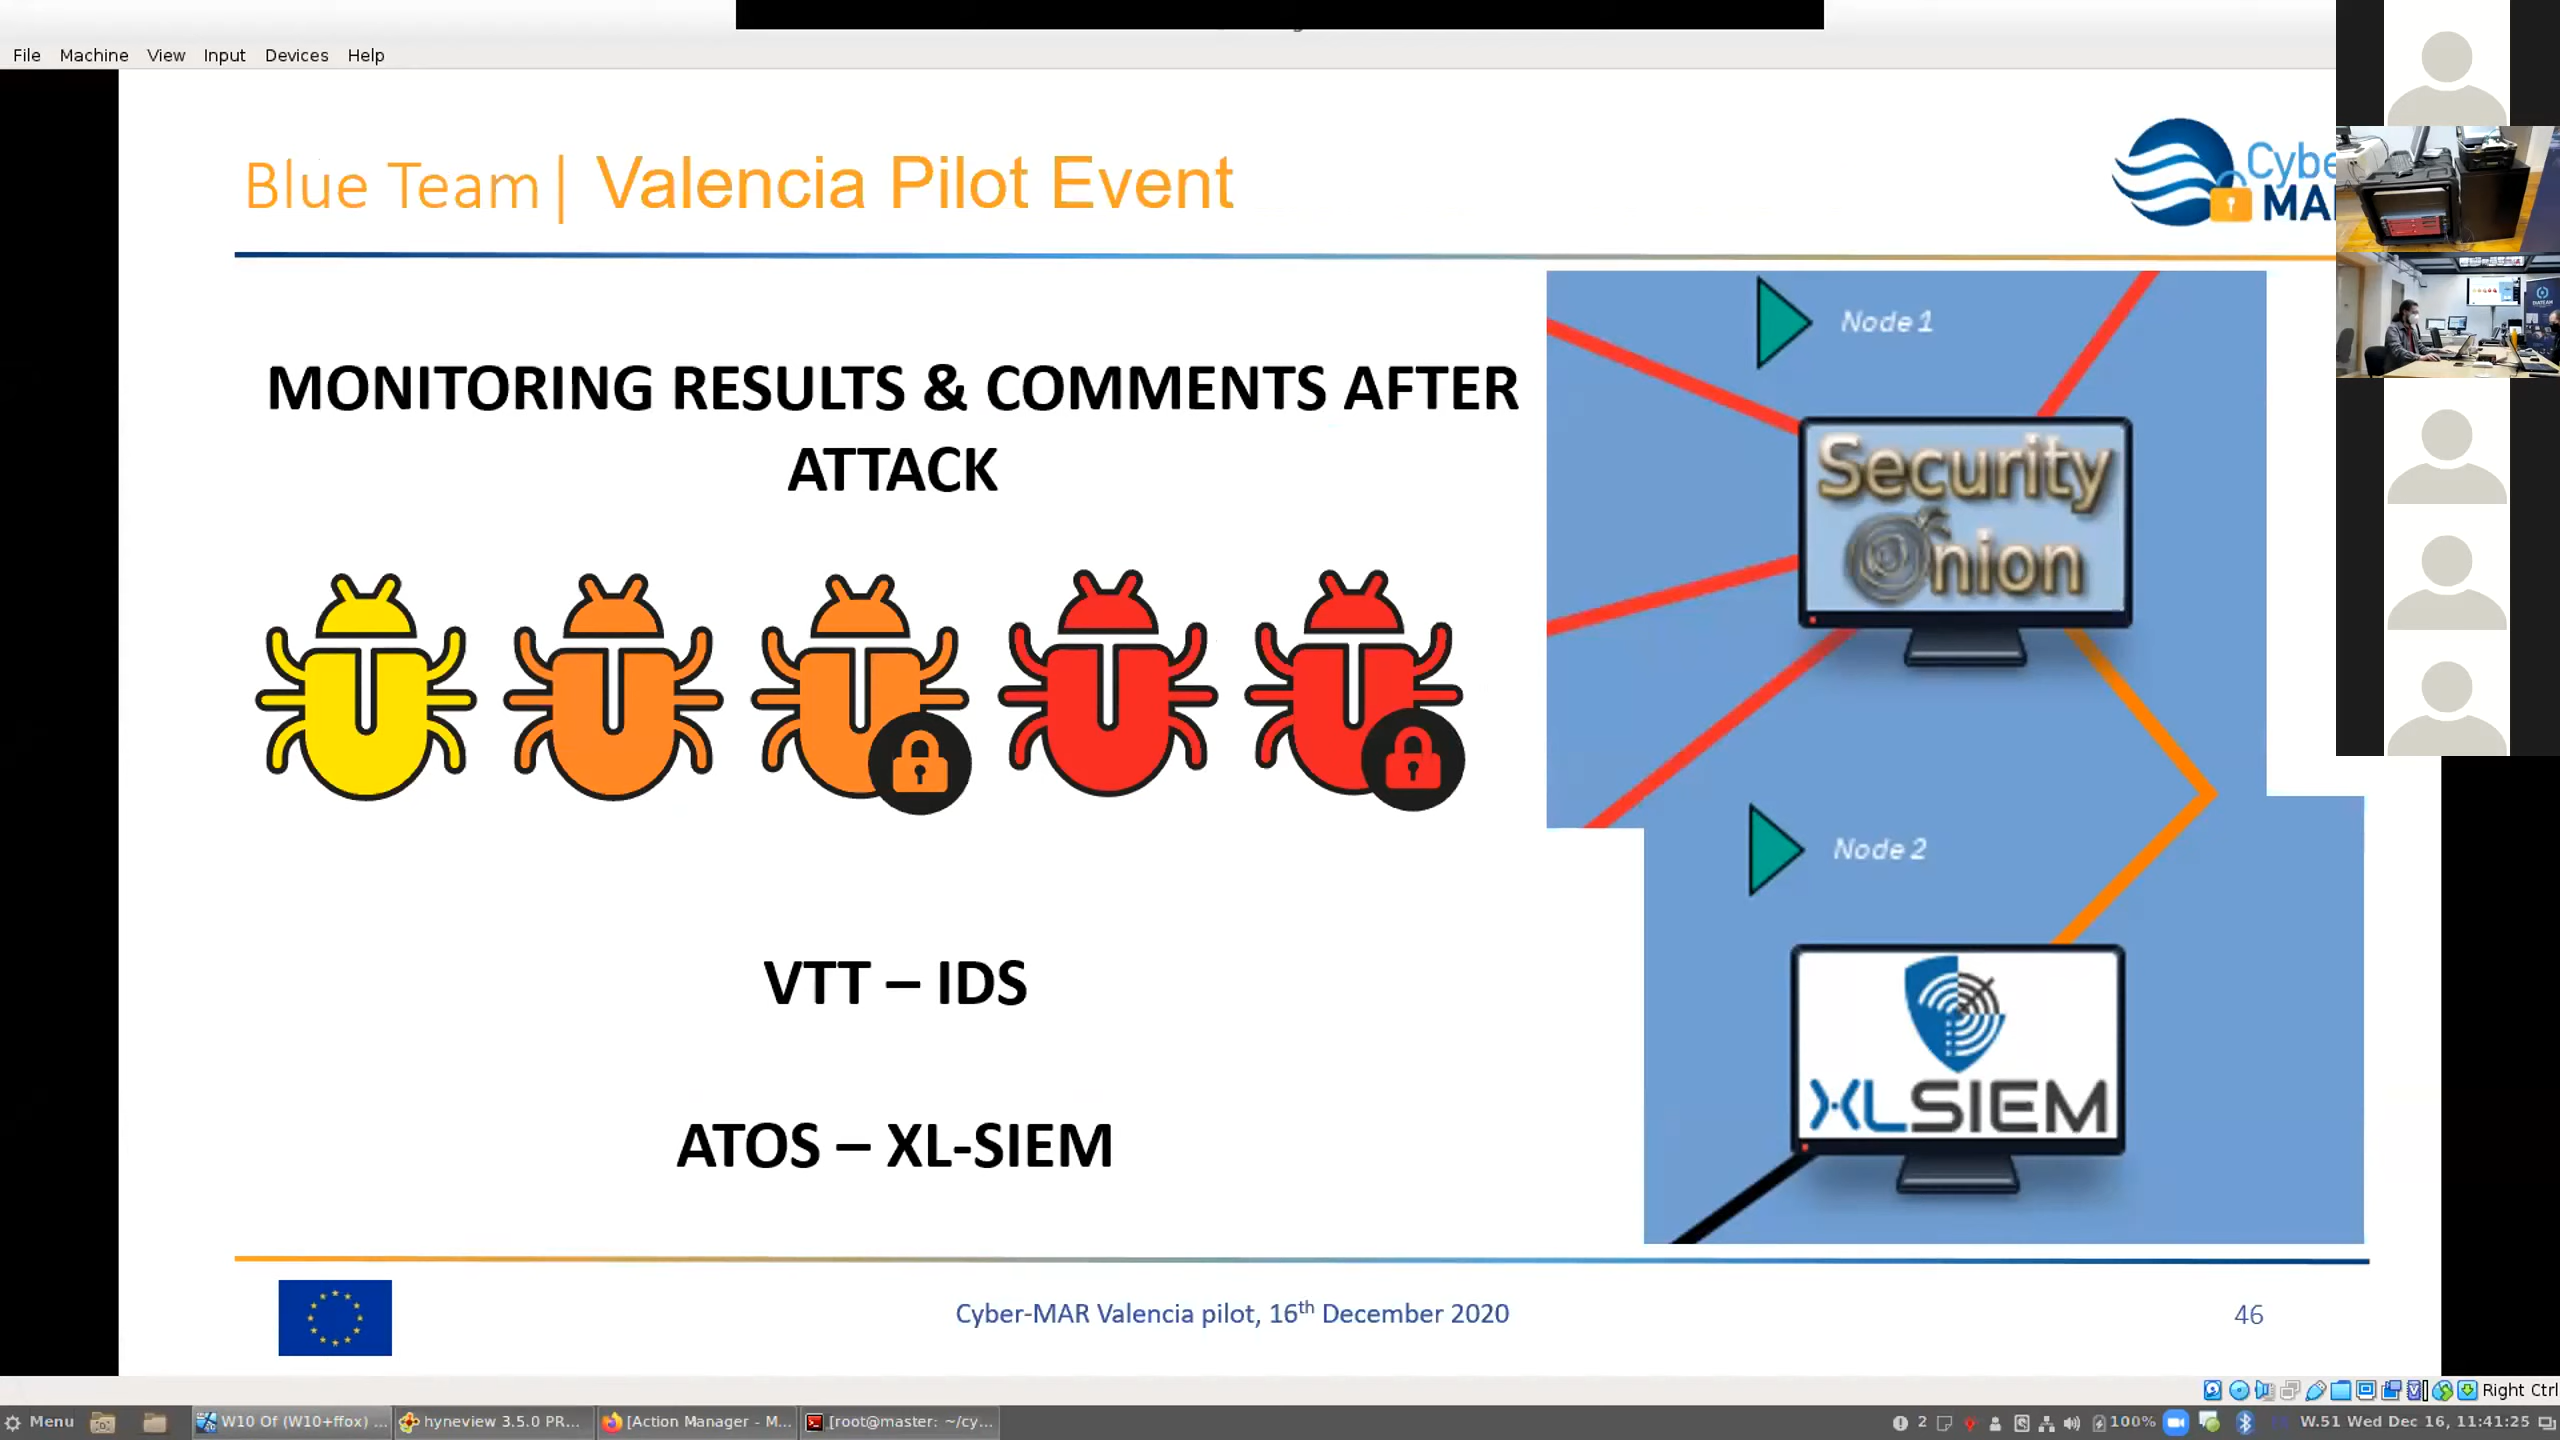 File Machine View Input Devices Help
Blue Team | Valencia Pilot Event
Cybe
MA
MONITORING RESULTS & COMMENTS AFTER
ATTACK
Node 1
Security
Onion
Node 2
XLSIEM
VTT – IDS
ATOS – XL-SIEM
Cyber-MAR Valencia pilot, 16th December 2020
46
Right Ctrl
Menu
W10 Of (W10+ffox) ...
hyneview 3.5.0 PR...
[Action Manager - M...
[root@master: ~/cy...
2
100%
W.51 Wed Dec 16, 11:41:25